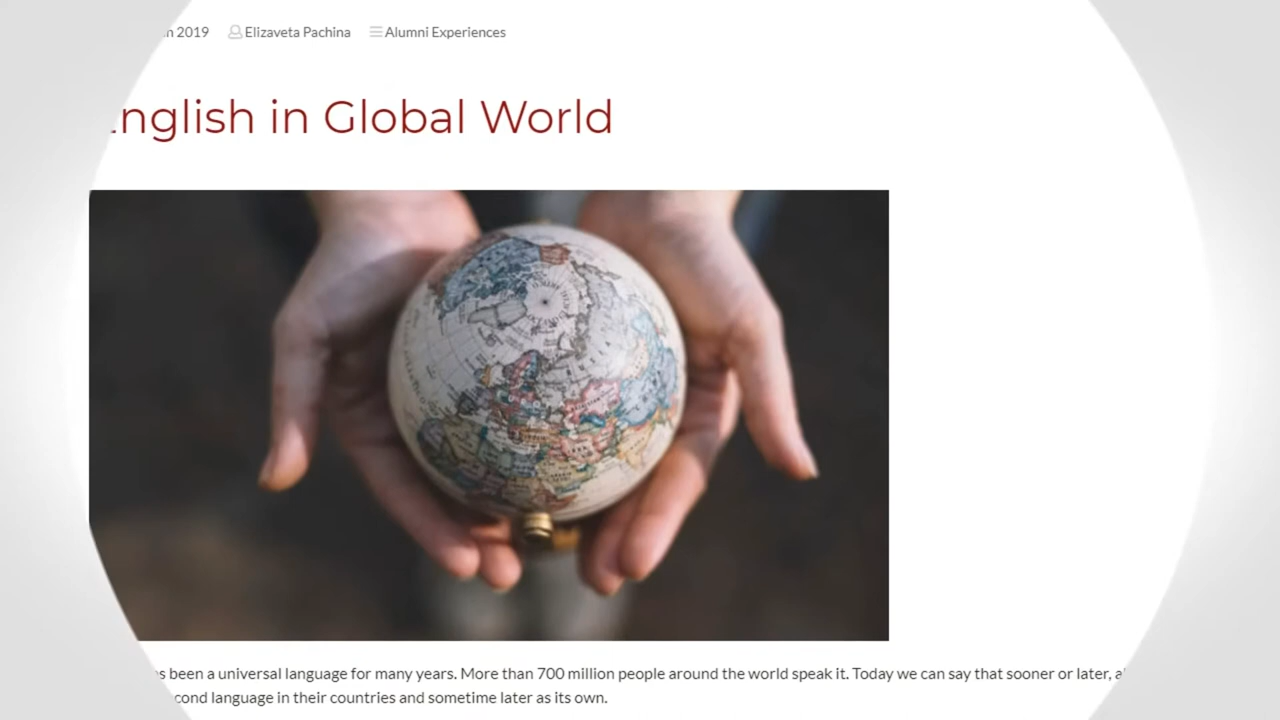 2019 Elizaveta Pachina Alumni Experiences
English in Global World
been a universal language for many years. More than 700 million people around the world speak it. Today we can say that sooner or later,
language in their countries and sometime later as its own.